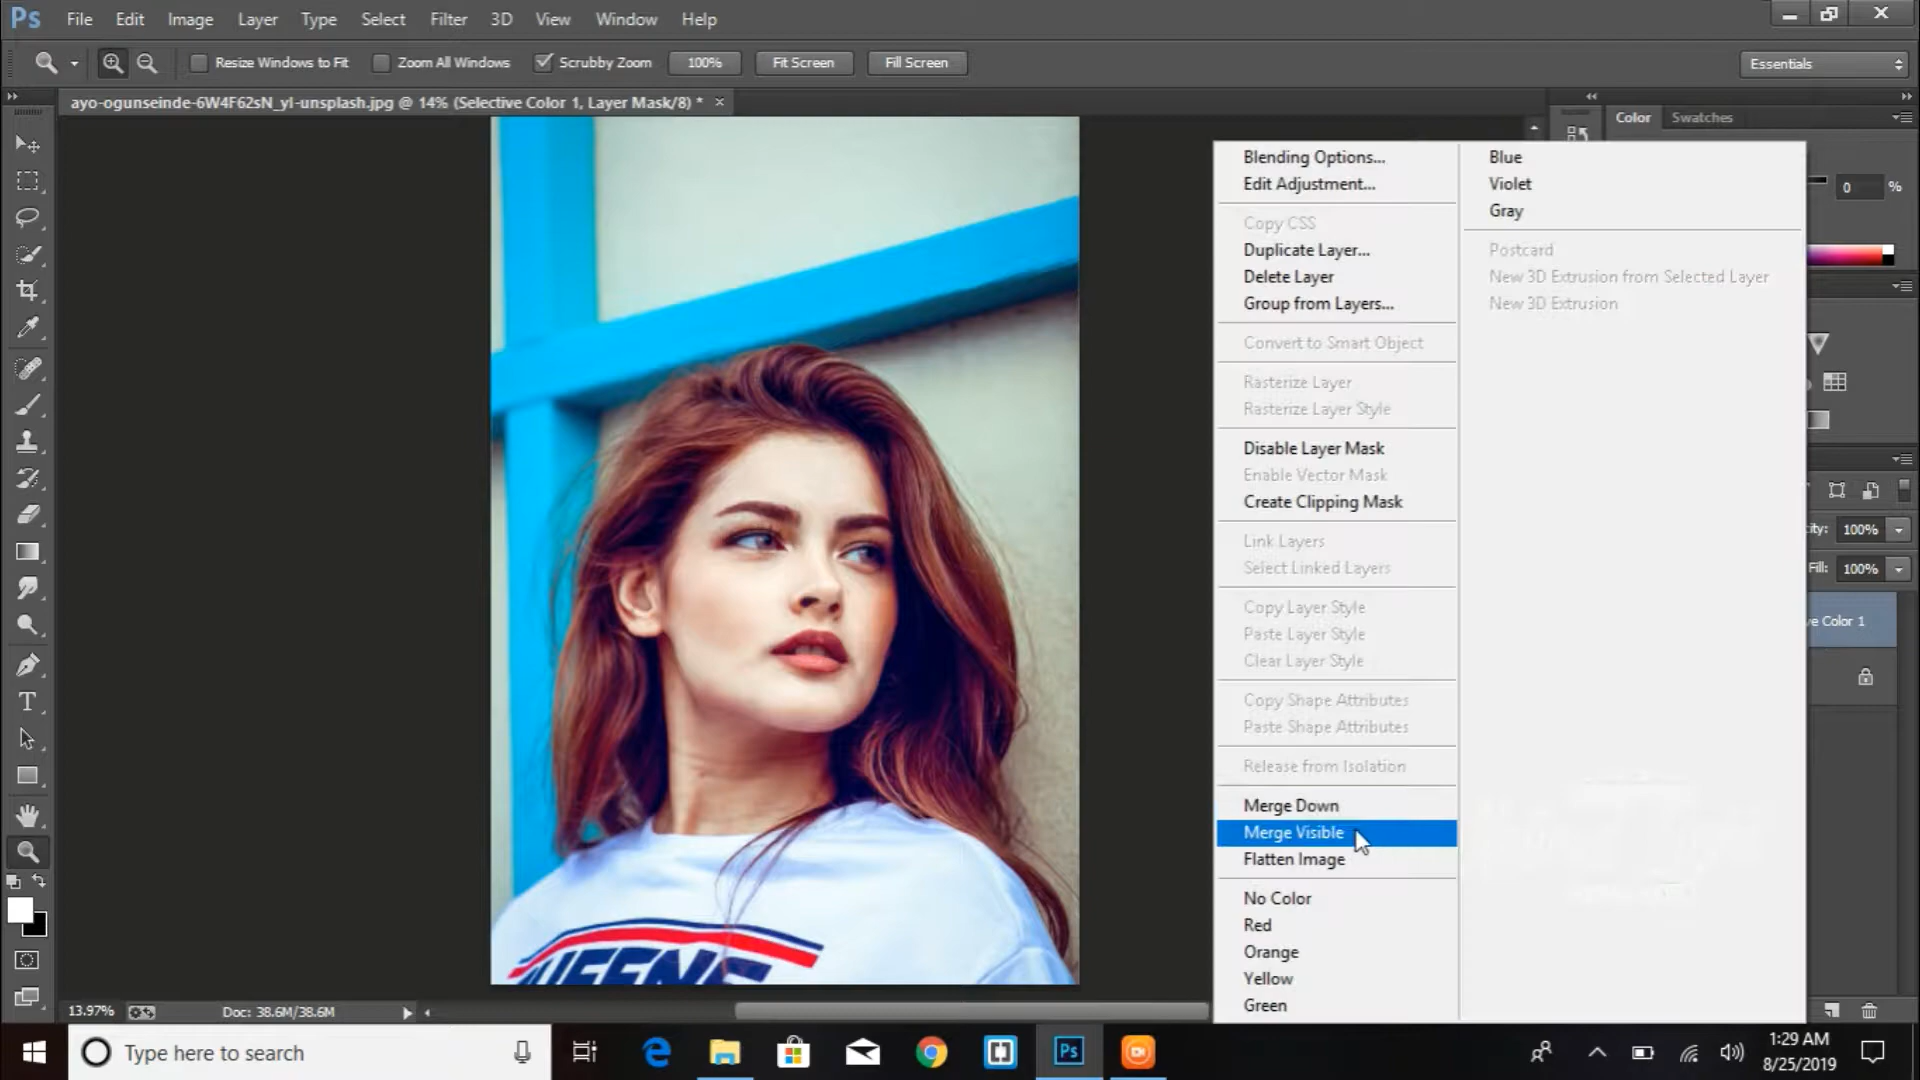 Ps File Edit Image Layer Type Select Filter 3D View Window Help
Resize Windows to Fit Zoom All Windows Scrubby Zoom 100% Fit Screen Fill Screen Essentials
ayo-ogunseinde-6W4F62sN_yI-unsplash.jpg @ 14% (Selective Color 1, Layer Mask/8) *
Color Swatches
0 %
Blending Options...
Edit Adjustment...
Copy CSS
Duplicate Layer...
Delete Layer
Group from Layers...
Convert to Smart Object
Rasterize Layer
Rasterize Layer Style
Disable Layer Mask
Enable Vector Mask
Create Clipping Mask
Link Layers
Select Linked Layers
Copy Layer Style
Paste Layer Style
Clear Layer Style
Copy Shape Attributes
Paste Shape Attributes
Release from Isolation
Merge Down
Merge Visible
Flatten Image
No Color
Red
Orange
Yellow
Green
Blue
Violet
Gray
Postcard
New 3D Extrusion from Selected Layer
New 3D Extrusion
ity: 100%
Fill: 100%
ve Color 1
T
QUEENS
13.97% Doc: 38.6M/38.6M
Type here to search
Ps
1:29 AM
8/25/2019